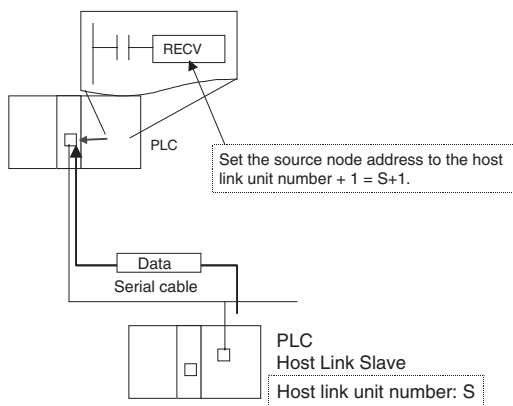 RECV
PLC
Set the source node address to the host
link unit number + 1 = S+1.
Data
Serial cable
PLC
Host Link Slave
Host link unit number: S